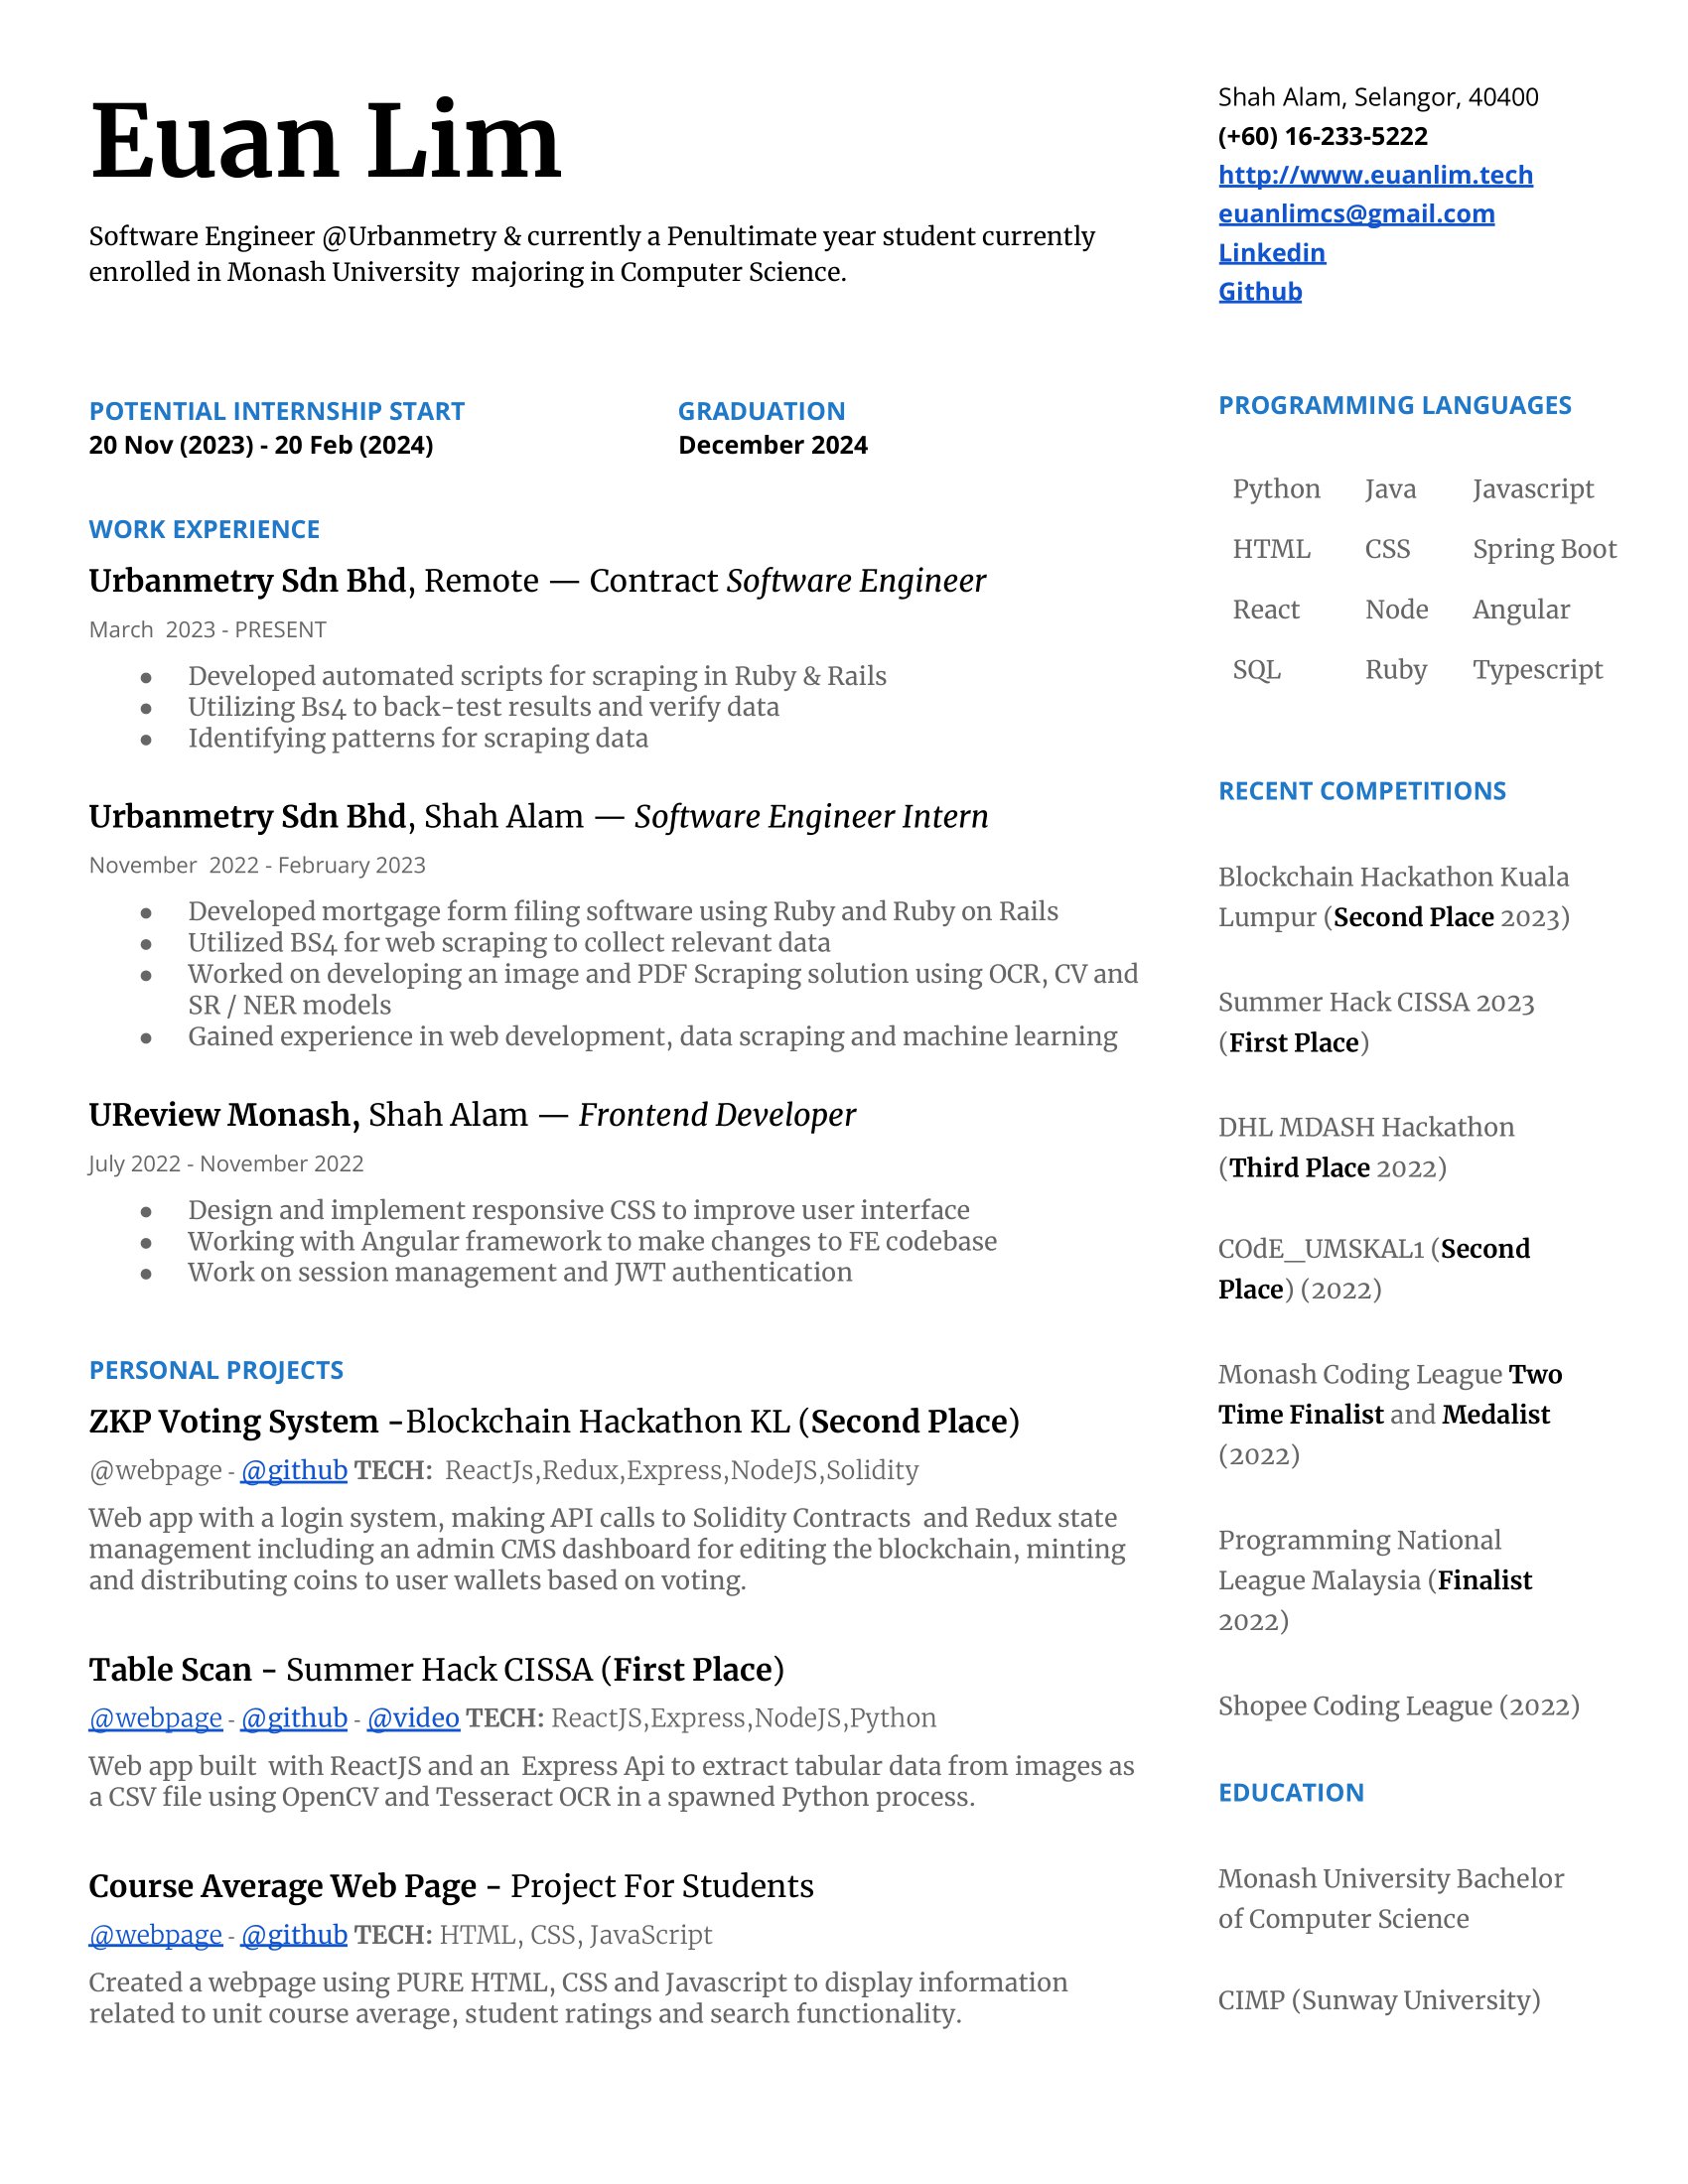 Euan Lim
Software Engineer @Urbanmetry & currently a Penultimate year student currently
enrolled in Monash University  majoring in Computer Science.
Shah Alam, Selangor, 40400
(+60) 16-233-5222
http://www.euanlim.tech
euanlimcs@gmail.com
Linkedin
Github
POTENTIAL INTERNSHIP START
20 Nov (2023) - 20 Feb (2024)
GRADUATION
December 2024
WORK EXPERIENCE
Urbanmetry Sdn Bhd, Remote — Contract Software Engineer
March  2023 - PRESENT
● Developed automated scripts for scraping in Ruby & Rails
● Utilizing Bs4 to back-test results and verify data
● Identifying patterns for scraping data
Urbanmetry Sdn Bhd, Shah Alam — Software Engineer Intern
November  2022 - February 2023
● Developed mortgage form filing software using Ruby and Ruby on Rails
● Utilized BS4 for web scraping to collect relevant data
● Worked on developing an image and PDF Scraping solution using OCR, CV and
SR / NER models
● Gained experience in web development, data scraping and machine learning
UReview Monash, Shah Alam — Frontend Developer
July 2022 - November 2022
● Design and implement responsive CSS to improve user interface
● Working with Angular framework to make changes to FE codebase
● Work on session management and JWT authentication
PERSONAL PROJECTS
ZKP Voting System -Blockchain Hackathon KL (Second Place)
@webpage - @github TECH:  ReactJs,Redux,Express,NodeJS,Solidity
Web app with a login system, making API calls to Solidity Contracts  and Redux state
management including an admin CMS dashboard for editing the blockchain, minting
and distributing coins to user wallets based on voting.
Table Scan - Summer Hack CISSA (First Place)
@webpage - @github - @video TECH: ReactJS,Express,NodeJS,Python
Web app built  with ReactJS and an  Express Api to extract tabular data from images as
a CSV file using OpenCV and Tesseract OCR in a spawned Python process.
Course Average Web Page - Project For Students
@webpage - @github TECH: HTML, CSS, JavaScript
Created a webpage using PURE HTML, CSS and Javascript to display information
related to unit course average, student ratings and search functionality.
PROGRAMMING LANGUAGES
Python Java Javascript
HTML CSS Spring Boot
React Node Angular
SQL Ruby Typescript
RECENT COMPETITIONS
Blockchain Hackathon Kuala
Lumpur (Second Place 2023)
Summer Hack CISSA 2023
(First Place)
DHL MDASH Hackathon
(Third Place 2022)
COdE_UMSKAL1 (Second
Place) (2022)
Monash Coding League Two
Time Finalist and Medalist
(2022)
Programming National
League Malaysia (Finalist
2022)
Shopee Coding League (2022)
EDUCATION
Monash University Bachelor
of Computer Science
CIMP (Sunway University)